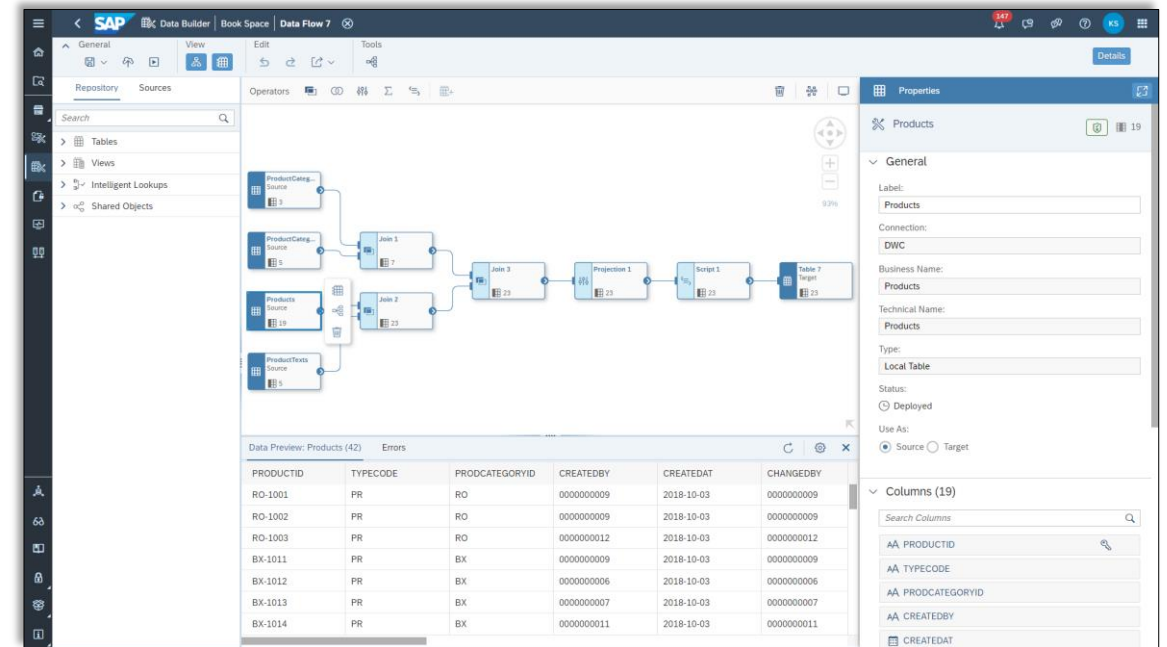 SAP Data Builder Book Space Data Flow 7 147 KS
General View Edit Tools
Details
Repository Sources
Search
Tables
Views
Intelligent Lookups
Shared Objects
Operators
93%
ProductCateg...
Source
3
ProductCateg...
Source
5
Products
Source
19
ProductTexts
Source
5
Join 1
7
Join 2
23
Join 3
23
Projection 1
23
Script 1
23
Table 7
Target
23
Data Preview: Products (42) Errors
PRODUCTID TYPECODE PRODCATEGORYID CREATEDBY CREATEDAT CHANGEDBY
RO-1001 PR RO 0000000009 2018-10-03 0000000009
RO-1002 PR RO 0000000009 2018-10-03 0000000009
RO-1003 PR RO 0000000012 2018-10-03 0000000012
BX-1011 PR BX 0000000009 2018-10-03 0000000009
BX-1012 PR BX 0000000006 2018-10-03 0000000006
BX-1013 PR BX 0000000007 2018-10-03 0000000007
BX-1014 PR BX 0000000011 2018-10-03 0000000011
Properties
Products 19
General
Label:
Products
Connection:
DWC
Business Name:
Products
Technical Name:
Products
Type:
Local Table
Status:
Deployed
Use As:
Source Target
Columns (19)
Search Columns
AA PRODUCTID
AA TYPECODE
AA PRODCATEGORYID
AA CREATEDBY
CREATEDAT